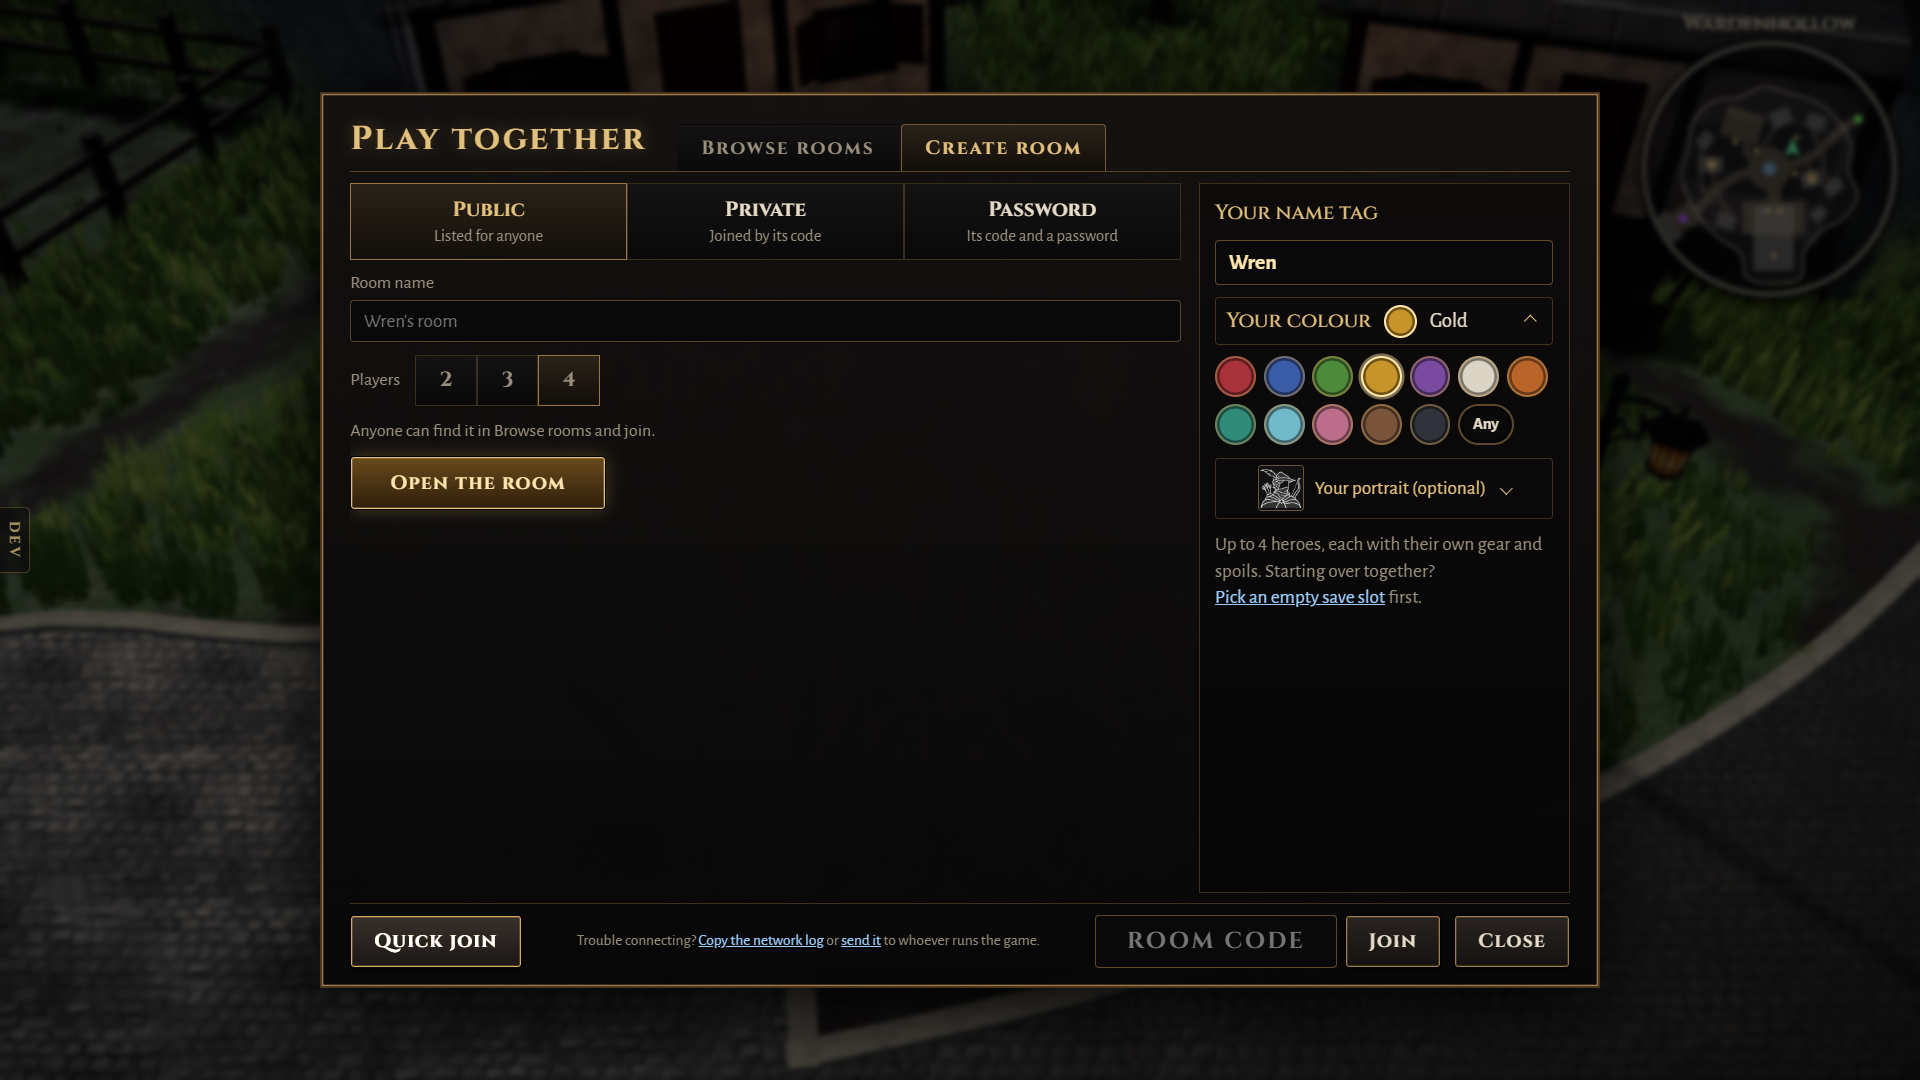 WARDENHOLLOW
PLAY TOGETHER
BROWSE ROOMS
CREATE ROOM
PUBLIC
Listed for anyone
PRIVATE
Joined by its code
PASSWORD
Its code and a password
Room name
Wren's room
Players
2
3
4
Anyone can find it in Browse rooms and join.
OPEN THE ROOM
YOUR NAME TAG
Wren
YOUR COLOUR
Gold
Any
Your portrait (optional)
Up to 4 heroes, each with their own gear and
spoils. Starting over together?
Pick an empty save slot first.
DEV
QUICK JOIN
Trouble connecting? Copy the network log or send it to whoever runs the game.
ROOM CODE
JOIN
CLOSE